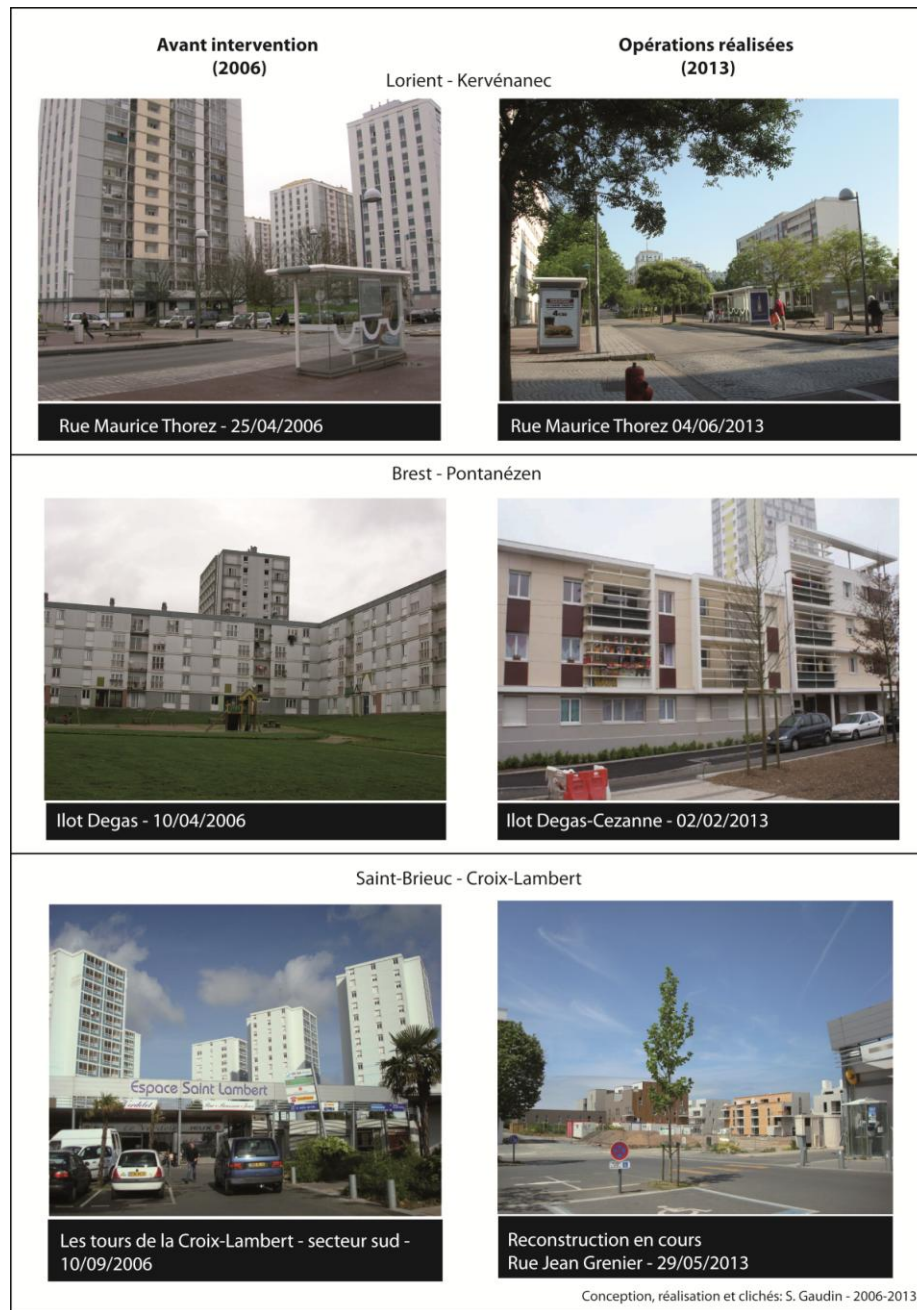 Avant intervention
(2006)
Opérations réalisées
(2013)
Lorient - Kervénanec
Rue Maurice Thorez - 25/04/2006
Rue Maurice Thorez 04/06/2013
Brest - Pontanézen
Ilot Degas - 10/04/2006
Ilot Degas-Cezanne - 02/02/2013
Saint-Brieuc - Croix-Lambert
Espace Saint Lambert
Les tours de la Croix-Lambert - secteur sud -
10/09/2006
Reconstruction en cours
Rue Jean Grenier - 29/05/2013
Conception, réalisation et clichés: S. Gaudin - 2006-2013